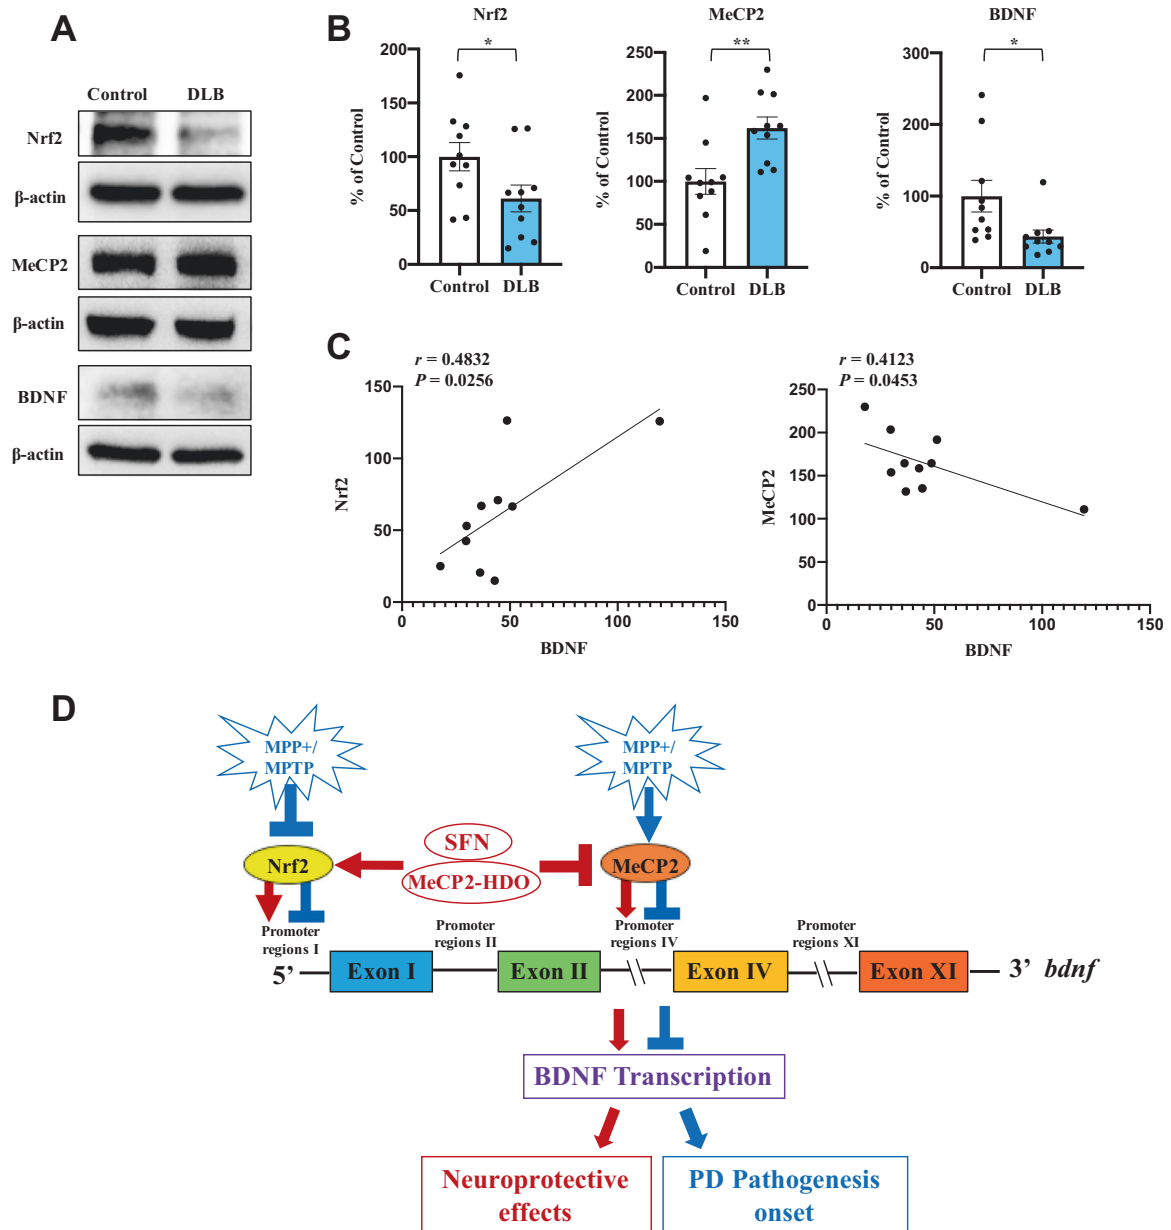 A
Control DLB
Nrf2
β-actin
MeCP2
β-actin
BDNF
β-actin
B
Nrf2
*
% of Control
200
150
100
50
0
Control DLB
MeCP2
**
% of Control
250
200
150
100
50
0
Control DLB
BDNF
*
% of Control
300
200
100
0
Control DLB
C
r = 0.4832
P = 0.0256
Nrf2
150
100
50
0
0 50 100 150
BDNF
r = 0.4123
P = 0.0453
MeCP2
250
200
150
100
50
0
0 50 100 150
BDNF
D
MPP+/
MPTP
MPP+/
MPTP
SFN
MeCP2-HDO
Nrf2
MeCP2
Promoter
regions I
Promoter
regions II
Promoter
regions IV
Promoter
regions XI
5’ Exon I Exon II Exon IV Exon XI 3’ bdnf
BDNF Transcription
Neuroprotective
effects
PD Pathogenesis
onset